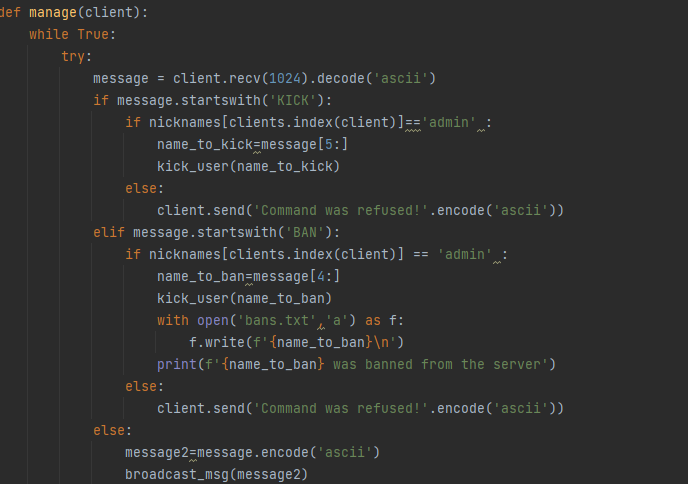 def manage(client):
    while True:
        try:
            message = client.recv(1024).decode('ascii')
            if message.startswith('KICK'):
                if nicknames[clients.index(client)]=='admin' :
                    name_to_kick=message[5:]
                    kick_user(name_to_kick)
                else:
                    client.send('Command was refused!'.encode('ascii'))
            elif message.startswith('BAN'):
                if nicknames[clients.index(client)] == 'admin' :
                    name_to_ban=message[4:]
                    kick_user(name_to_ban)
                    with open('bans.txt','a') as f:
                        f.write(f'{name_to_ban}\n')
                    print(f'{name_to_ban} was banned from the server')
                else:
                    client.send('Command was refused!'.encode('ascii'))
            else:
                message2=message.encode('ascii')
                broadcast_msg(message2)